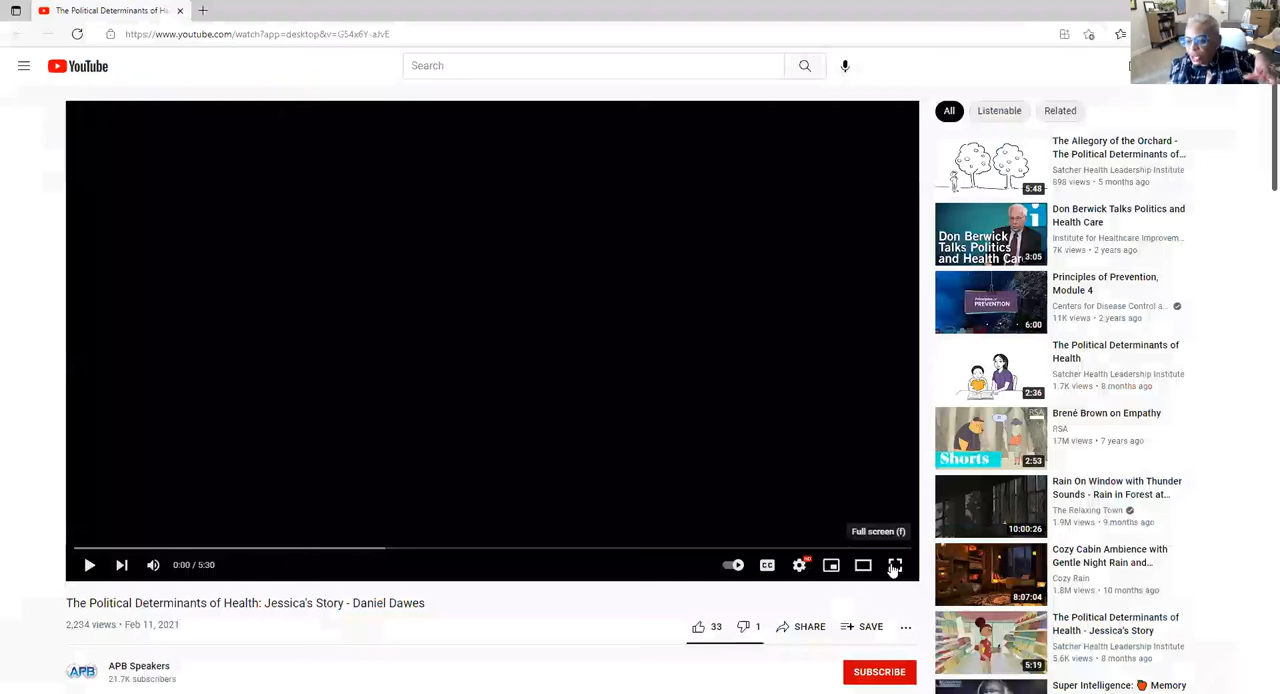 The Political Determinants of He
https://www.youtube.com/watch?app=desktop&v=G54x6Y-aJvE
YouTube
Search
All
Listenable
Related
The Allegory of the Orchard -
The Political Determinants of...
Satcher Health Leadership Institute
898 views • 5 months ago
5:48
Don Berwick
Talks Politics
and Health Car
3:05
Don Berwick Talks Politics and
Health Care
Institute for Healthcare Improvem...
7K views • 2 years ago
Principles of
PREVENTION
6:00
Principles of Prevention,
Module 4
Centers for Disease Control a...
11K views • 2 years ago
2:36
The Political Determinants of
Health
Satcher Health Leadership Institute
1.7K views • 8 months ago
RSA
Shorts
2:53
Brené Brown on Empathy
RSA
17M views • 7 years ago
10:00:26
Rain On Window with Thunder
Sounds - Rain in Forest at...
The Relaxing Town
1.9M views • 9 months ago
8:07:04
Cozy Cabin Ambience with
Gentle Night Rain and...
Cozy Rain
1.8M views • 10 months ago
5:19
The Political Determinants of
Health - Jessica's Story
Satcher Health Leadership Institute
5.6K views • 8 months ago
Super Intelligence: 🍎 Memory
Full screen (f)
0:00 / 5:30
CC
HD
The Political Determinants of Health: Jessica's Story - Daniel Dawes
2,234 views • Feb 11, 2021
33
1
SHARE
SAVE
APB
APB Speakers
21.7K subscribers
SUBSCRIBE